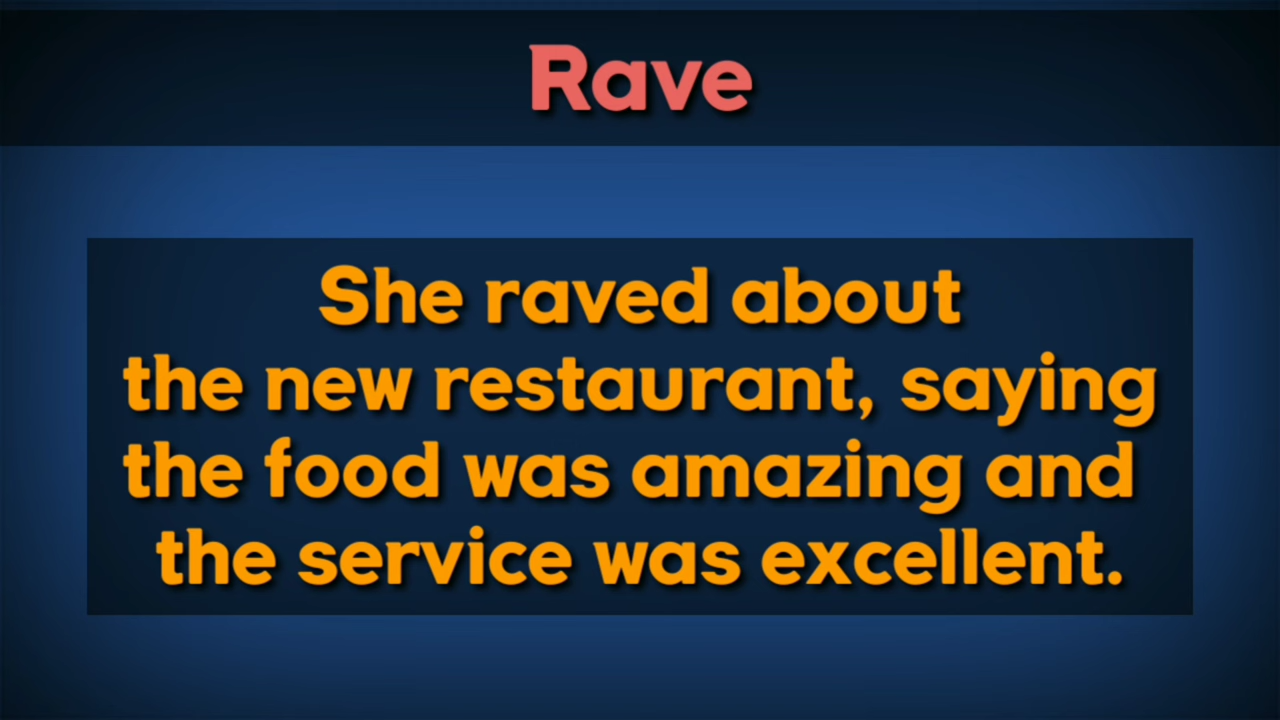 Rave
She raved about
the new restaurant, saying
the food was amazing and
the service was excellent.